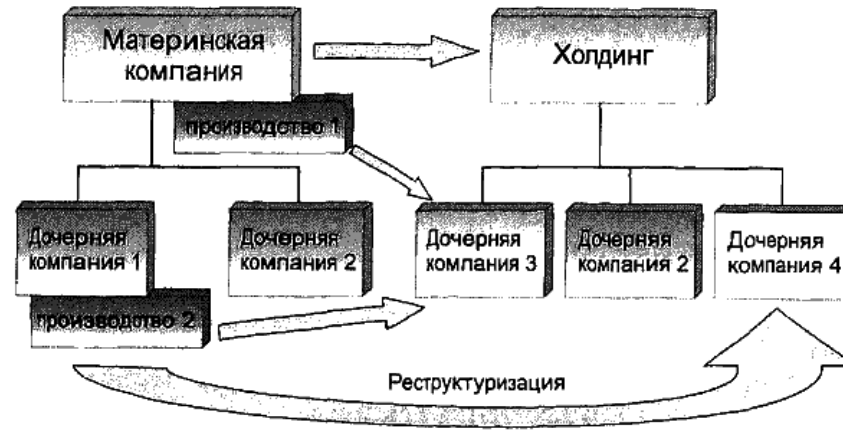 Материнская
компания
Холдинг
производство 1
Дочерняя
компания 1
Дочерняя
компания 2
Дочерняя
компания 3
Дочерняя
компания 2
Дочерняя
компания 4
производство 2
Реструктуризация